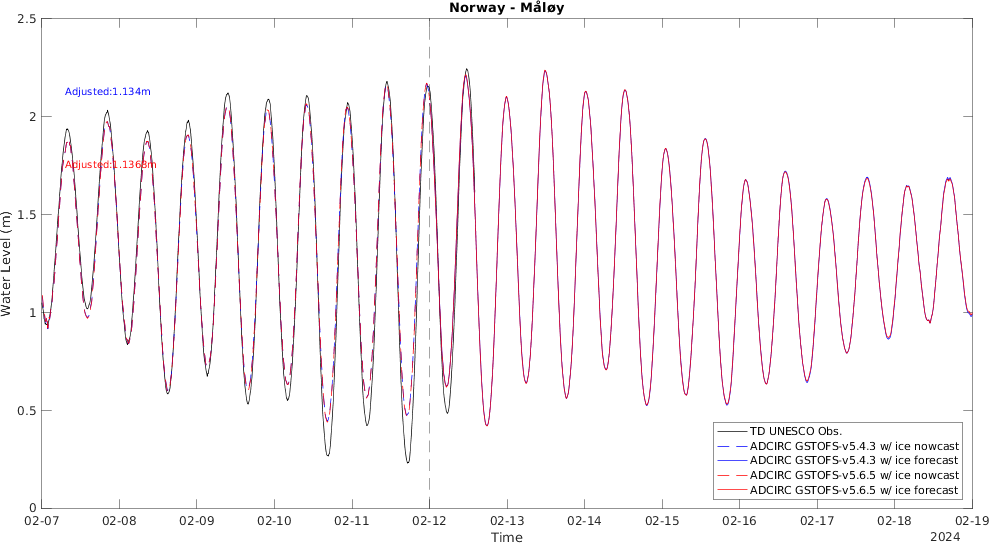 Norway - Måløy
2.5
Adjusted:1.134m
2
Adjusted:1.1368m
1.5
Water Level (m)
1
0.5
TD UNESCO Obs.
ADCIRC GSTOFS-v5.4.3 w/ ice nowcast
ADCIRC GSTOFS-v5.4.3 w/ ice forecast
ADCIRC GSTOFS-v5.6.5 w/ ice nowcast
ADCIRC GSTOFS-v5.6.5 w/ ice forecast
0
02-07 02-08 02-09 02-10 02-11 02-12 02-13 02-14 02-15 02-16 02-17 02-18 02-19
Time
2024